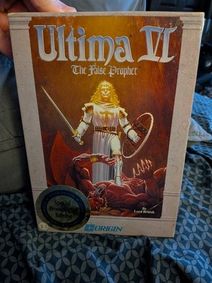 Ultima VI
The False Prophet
Lord British
ORIGIN